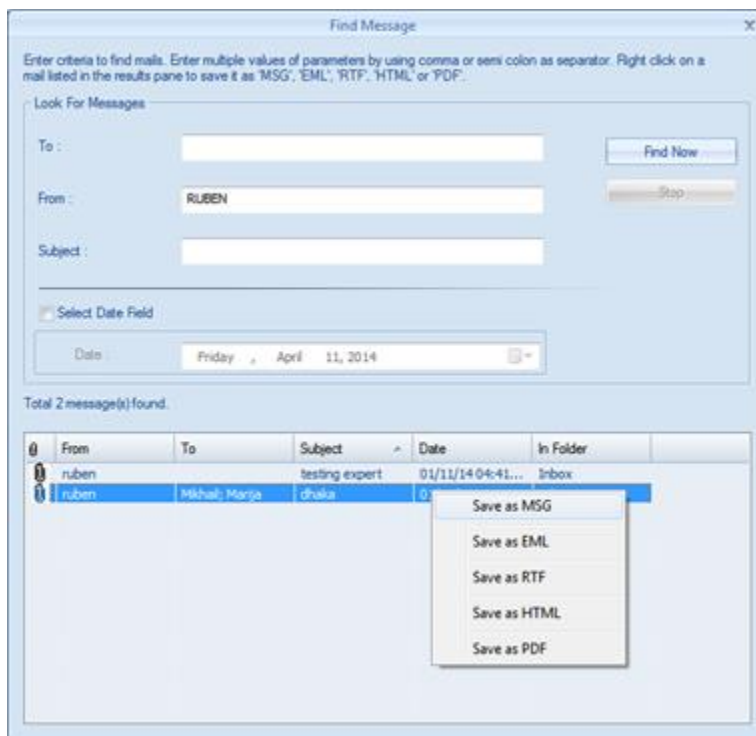 Find Message
Enter criteria to find mails. Enter multiple values of parameters by using comma or semi colon as separator. Right click on a
mail listed in the results pane to save it as 'MSG', 'EML', 'RTF', 'HTML' or 'PDF'.
Look For Messages
To :
Find Now
From : RUBEN
Stop
Subject :
Select Date Field
Date Friday , April 11, 2014
Total 2 message(s) found.
From To Subject Date In Folder
ruben testing expert 01/11/14 04:41... Inbox
ruben Mikhail; Marija dhaka
Save as MSG
Save as EML
Save as RTF
Save as HTML
Save as PDF